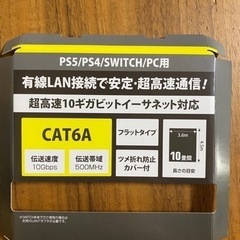 PS5/PS4/SWITCH/PC用
有線LAN接続で安定・超高速通信！
超高速10ギガビットイーサネット対応
CAT6A
フラットタイプ
ツメ折れ防止
カバー付
伝送速度
10Gbps
伝送帯域
500MHz
3.6m
4.5m
10畳間
長さの目安